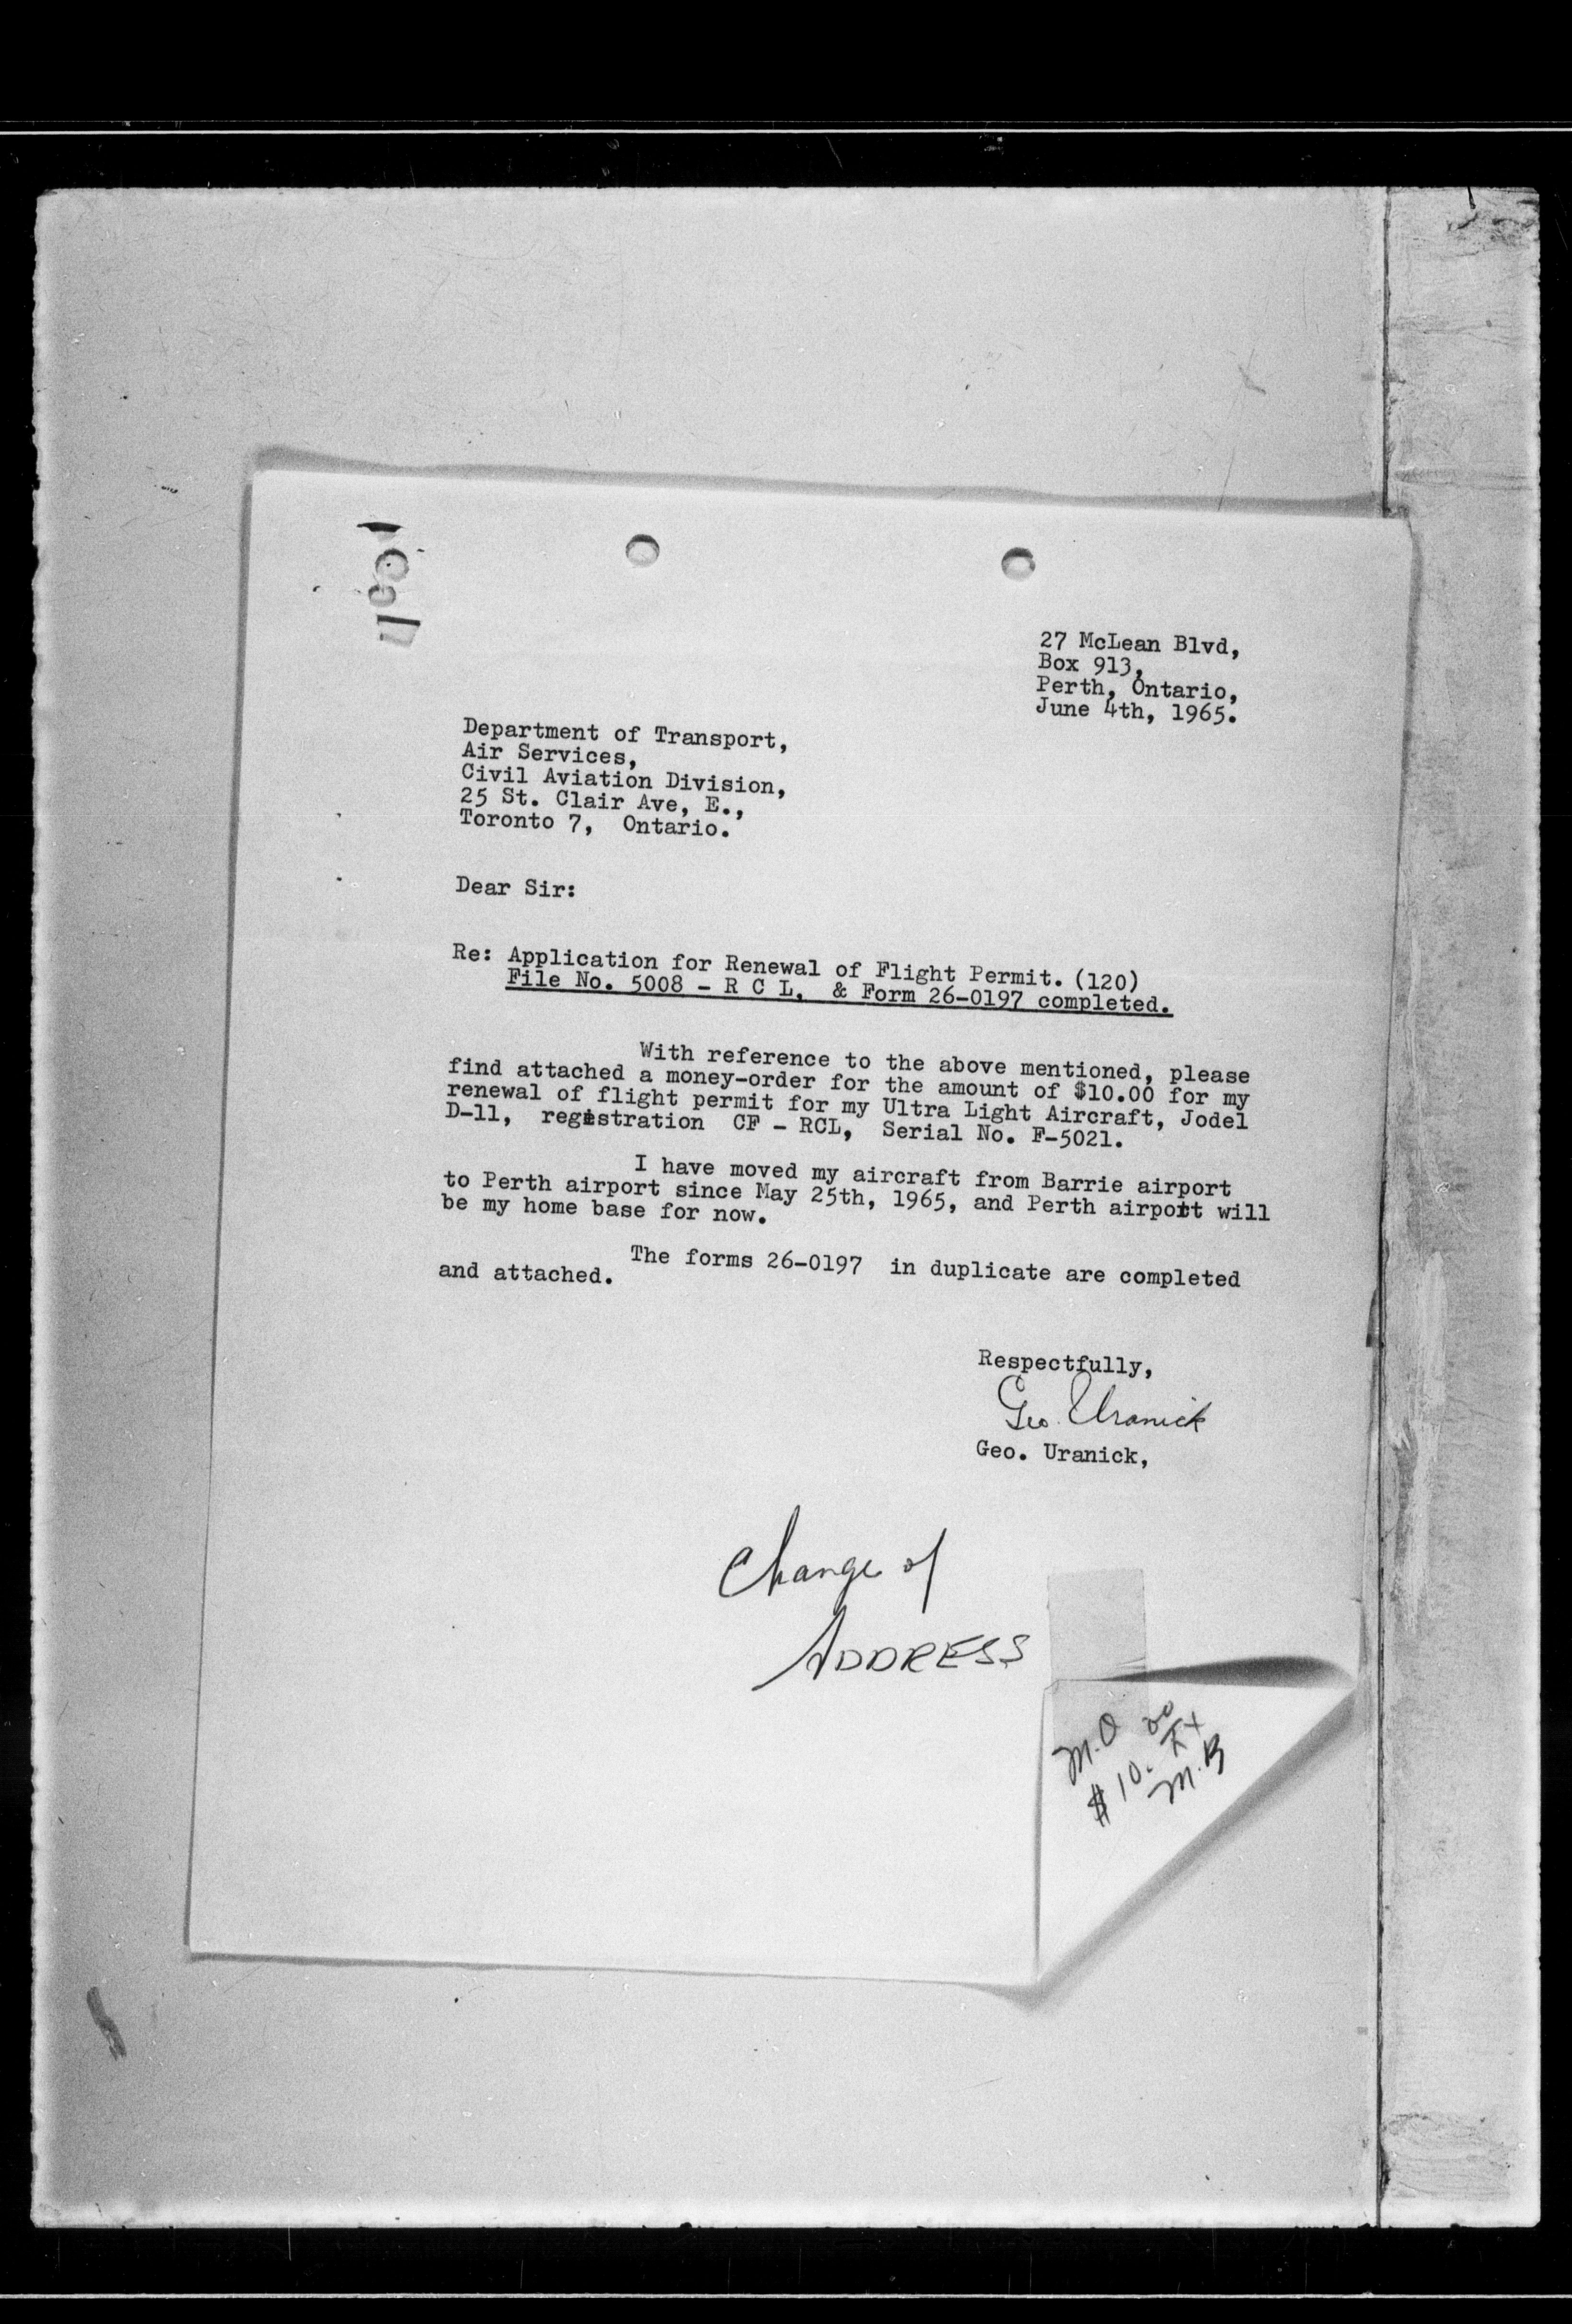 27 McLean Blvd,
Box 913,
Perth, Ontario,
June 4th, 1965.
Department of Transport,
Air Services,
Civil Aviation Division,
25 St. Clair Ave, E.,
Toronto 7, Ontario.
Dear Sir:
Re: Application for Renewal of Flight Permit. (120)
File No. 5008 - R C L, & Form 26-0197 completed.
With reference to the above mentioned, please
find attached a money-order for the amount of $10.00 for my
renewal of flight permit for my Ultra Light Aircraft, Jodel
D-11, registration CF - RCL, Serial No. F-5021.
I have moved my aircraft from Barrie airport
to Perth airport since May 25th, 1965, and Perth airport will
be my home base for now.
The forms 26-0197 in duplicate are completed
and attached.
Respectfully,
Geo. Uranick
Geo. Uranick,
Change of
ADDRESS
M.O
$10.00
M.B